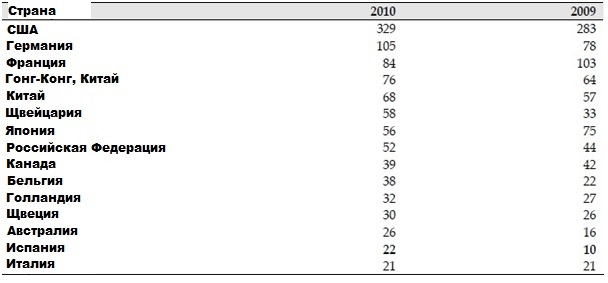 Страна 2010 2009
США 329 283
Германия 105 78
Франция 84 103
Гонг-Конг, Китай 76 64
Китай 68 57
Щвейцария 58 33
Япония 56 75
Российская Федерация 52 44
Канада 39 42
Бельгия 38 22
Голландия 32 27
Щвеция 30 26
Австралия 26 16
Испания 22 10
Италия 21 21